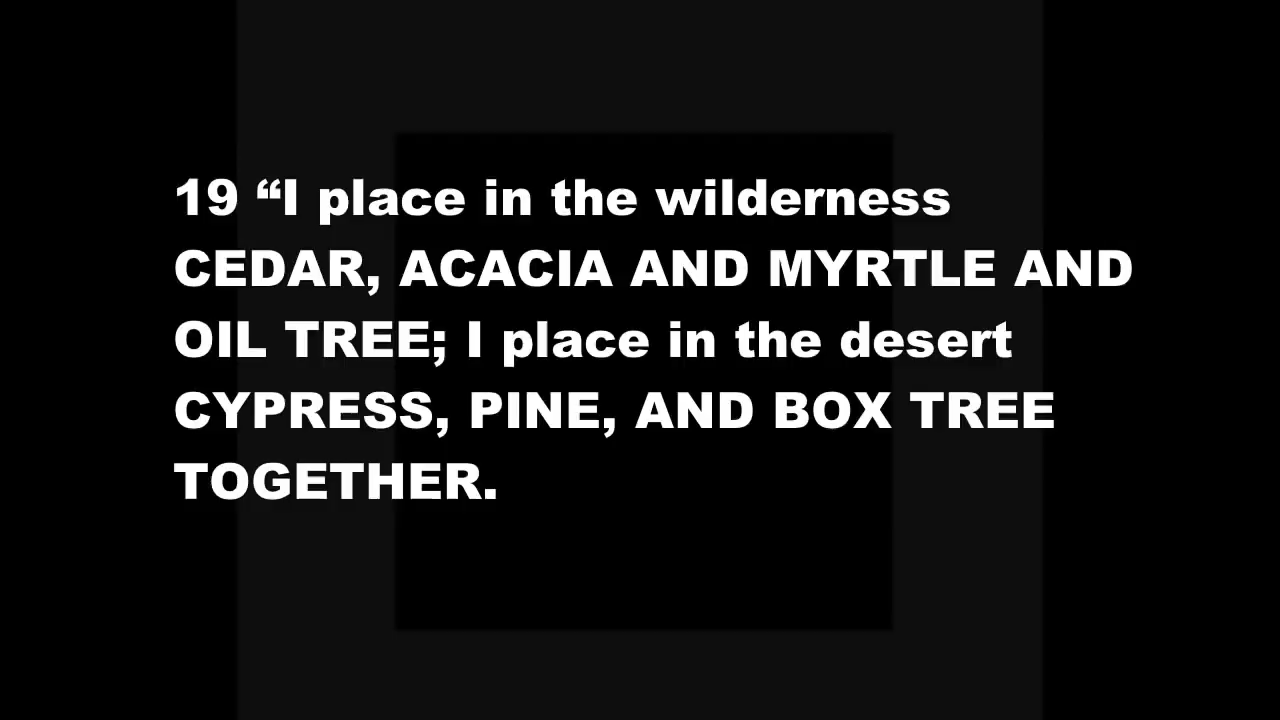 19 “I place in the wilderness
CEDAR, ACACIA AND MYRTLE AND
OIL TREE; I place in the desert
CYPRESS, PINE, AND BOX TREE
TOGETHER.